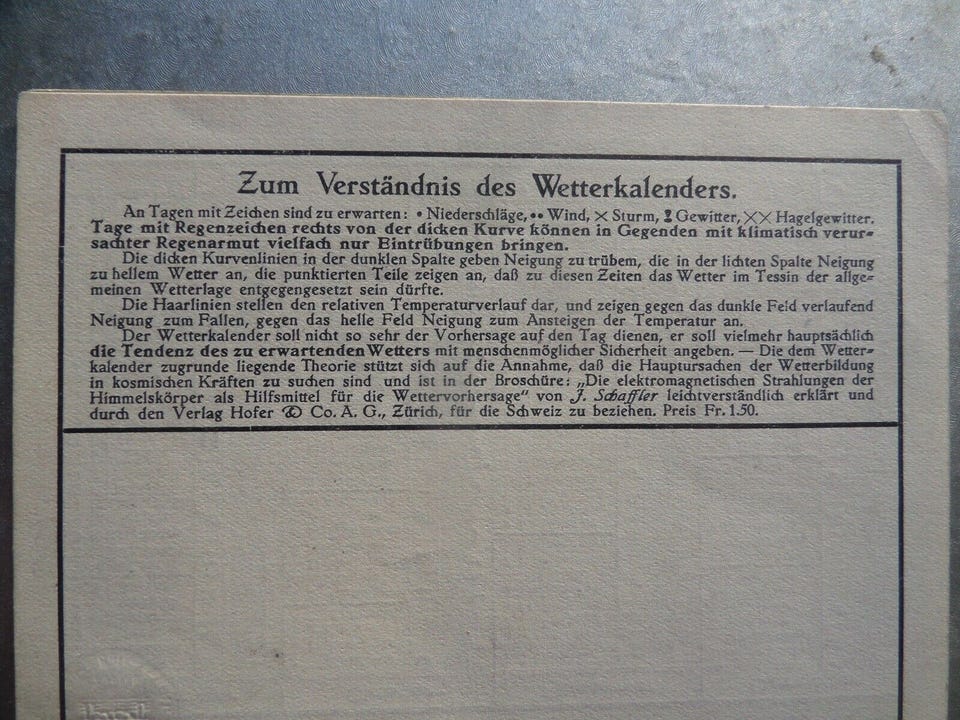 Zum Verständnis des Wetterkalenders.
An Tagen mit Zeichen sind zu erwarten: • Niederschläge, •• Wind, × Sturm, Gewitter, ×× Hagelgewitter.
Tage mit Regenzeichen rechts von der dicken Kurve können in Gegenden mit klimatisch verur-
sachter Regenarmut vielfach nur Eintrübungen bringen.
Die dicken Kurvenlinien in der dunklen Spalte geben Neigung zu trübem, die in der lichten Spalte Neigung
zu hellem Wetter an, die punktierten Teile zeigen an, daß zu diesen Zeiten das Wetter im Tessin der allge-
meinen Wetterlage entgegengesetzt sein dürfte.
Die Haarlinien stellen den relativen Temperaturverlauf dar, und zeigen gegen das dunkle Feld verlaufend
Neigung zum Fallen, gegen das helle Feld Neigung zum Ansteigen der Temperatur an.
Der Wetterkalender soll nicht so sehr der Vorhersage auf den Tag dienen, er soll vielmehr hauptsächlich
die Tendenz des zu erwartenden Wetters mit menschenmöglicher Sicherheit angeben. — Die dem Wetter-
kalender zugrunde liegende Theorie stützt sich auf die Annahme, daß die Hauptursachen der Wetterbildung
in kosmischen Kräften zu suchen sind und ist in der Broschüre: „Die elektromagnetischen Strahlungen der
Himmelskörper als Hilfsmittel für die Wettervorhersage" von J. Schaffler leichtverständlich erklärt und
durch den Verlag Hofer & Co. A. G., Zürich, für die Schweiz zu beziehen. Preis Fr. 1.50.